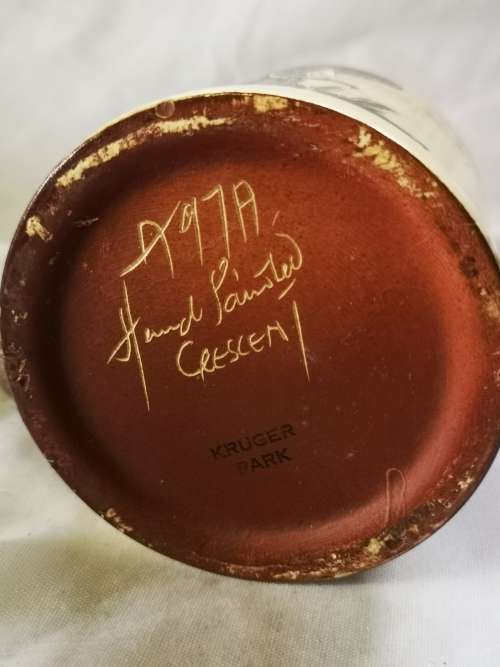 A97A
Hand Painted
CRESCENT
KRUGER
PARK